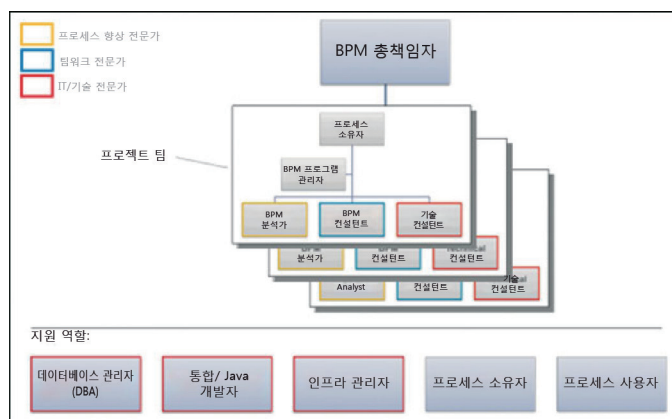 프로세스 향상 전문가
팀워크 전문가
IT/기술 전문가
BPM 총책임자
프로젝트 팀
프로세스
소유자
BPM 프로그램
관리자
BPM
분석가
BPM
컨설턴트
기술
컨설턴트
분석가
컨설턴트
컨설턴트
Analyst
컨설턴트
기술
컨설턴트
지원 역할:
데이터베이스 관리자
(DBA)
통합/ Java
개발자
인프라 관리자
프로세스 소유자
프로세스 사용자